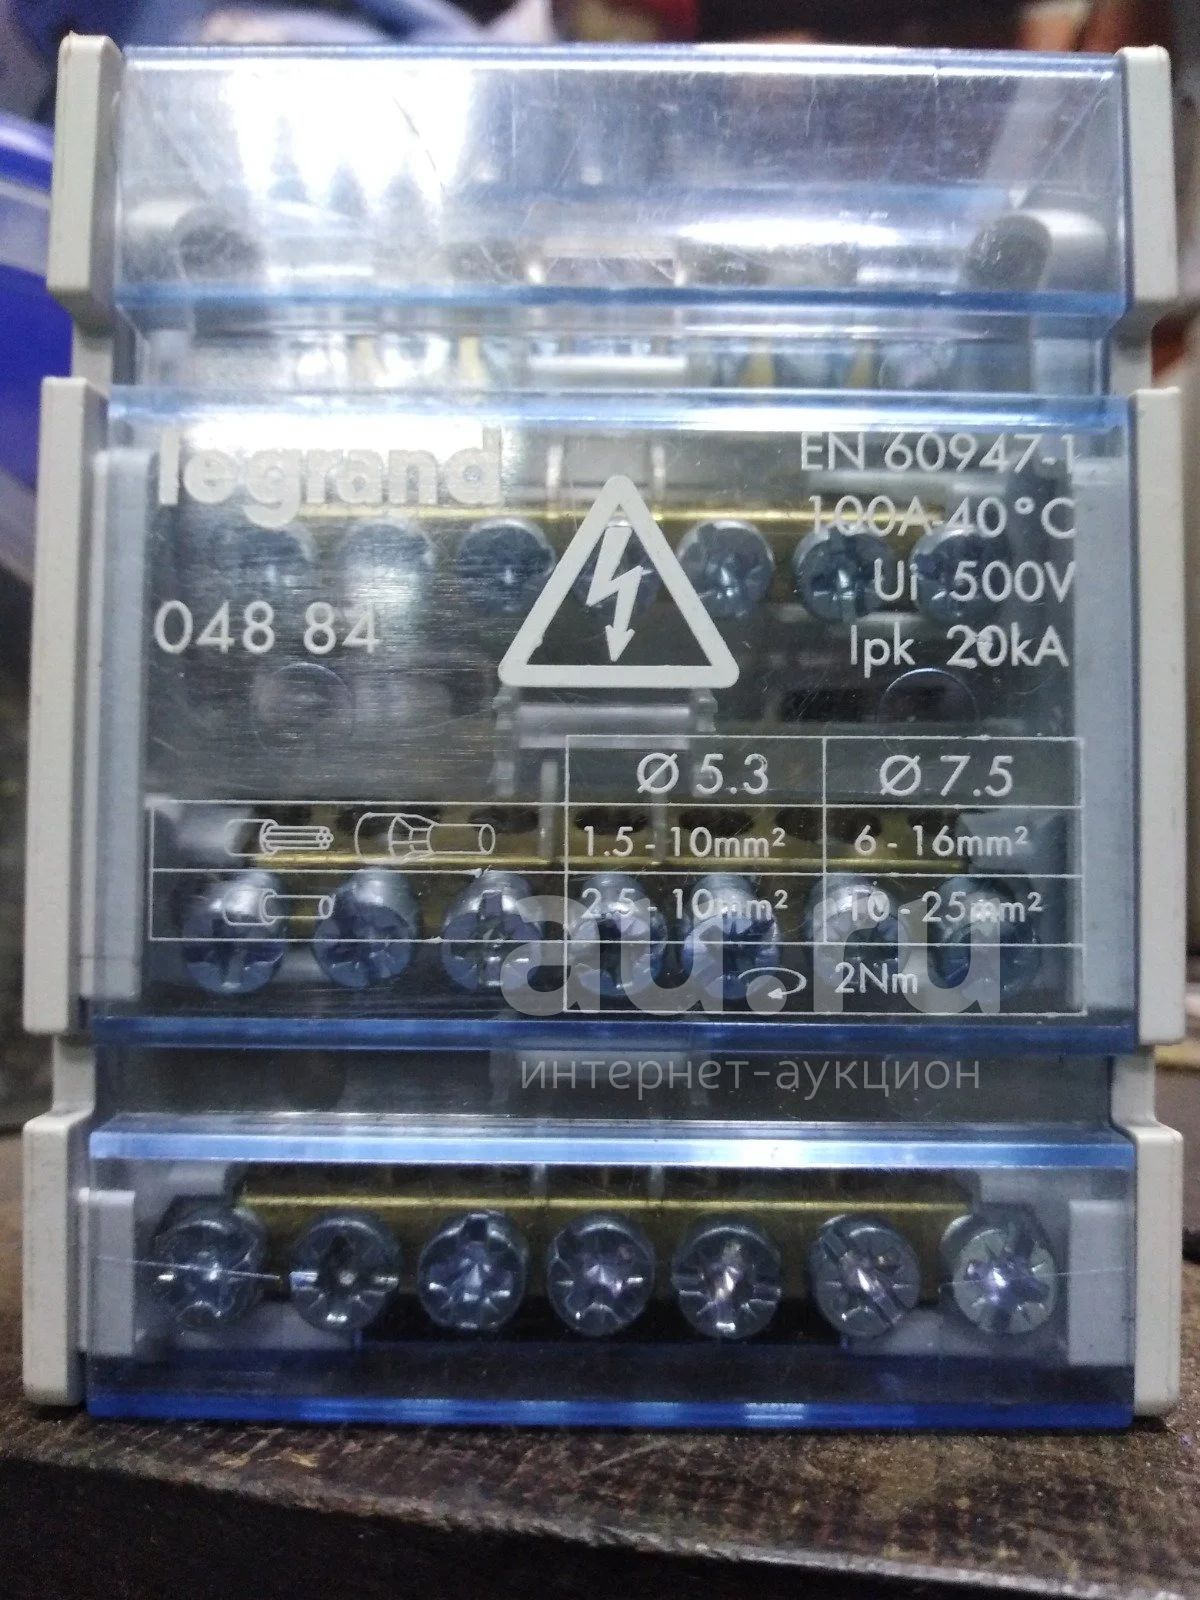 legrand
EN 60947-1
100A-40°C
Ui 500V
Ipk 20kA
048 84
Ø 5.3 Ø 7.5
1.5 - 10mm² 6 - 16mm²
2.5 - 10mm² 10 - 25mm²
2Nm
au.ru
интернет-аукцион